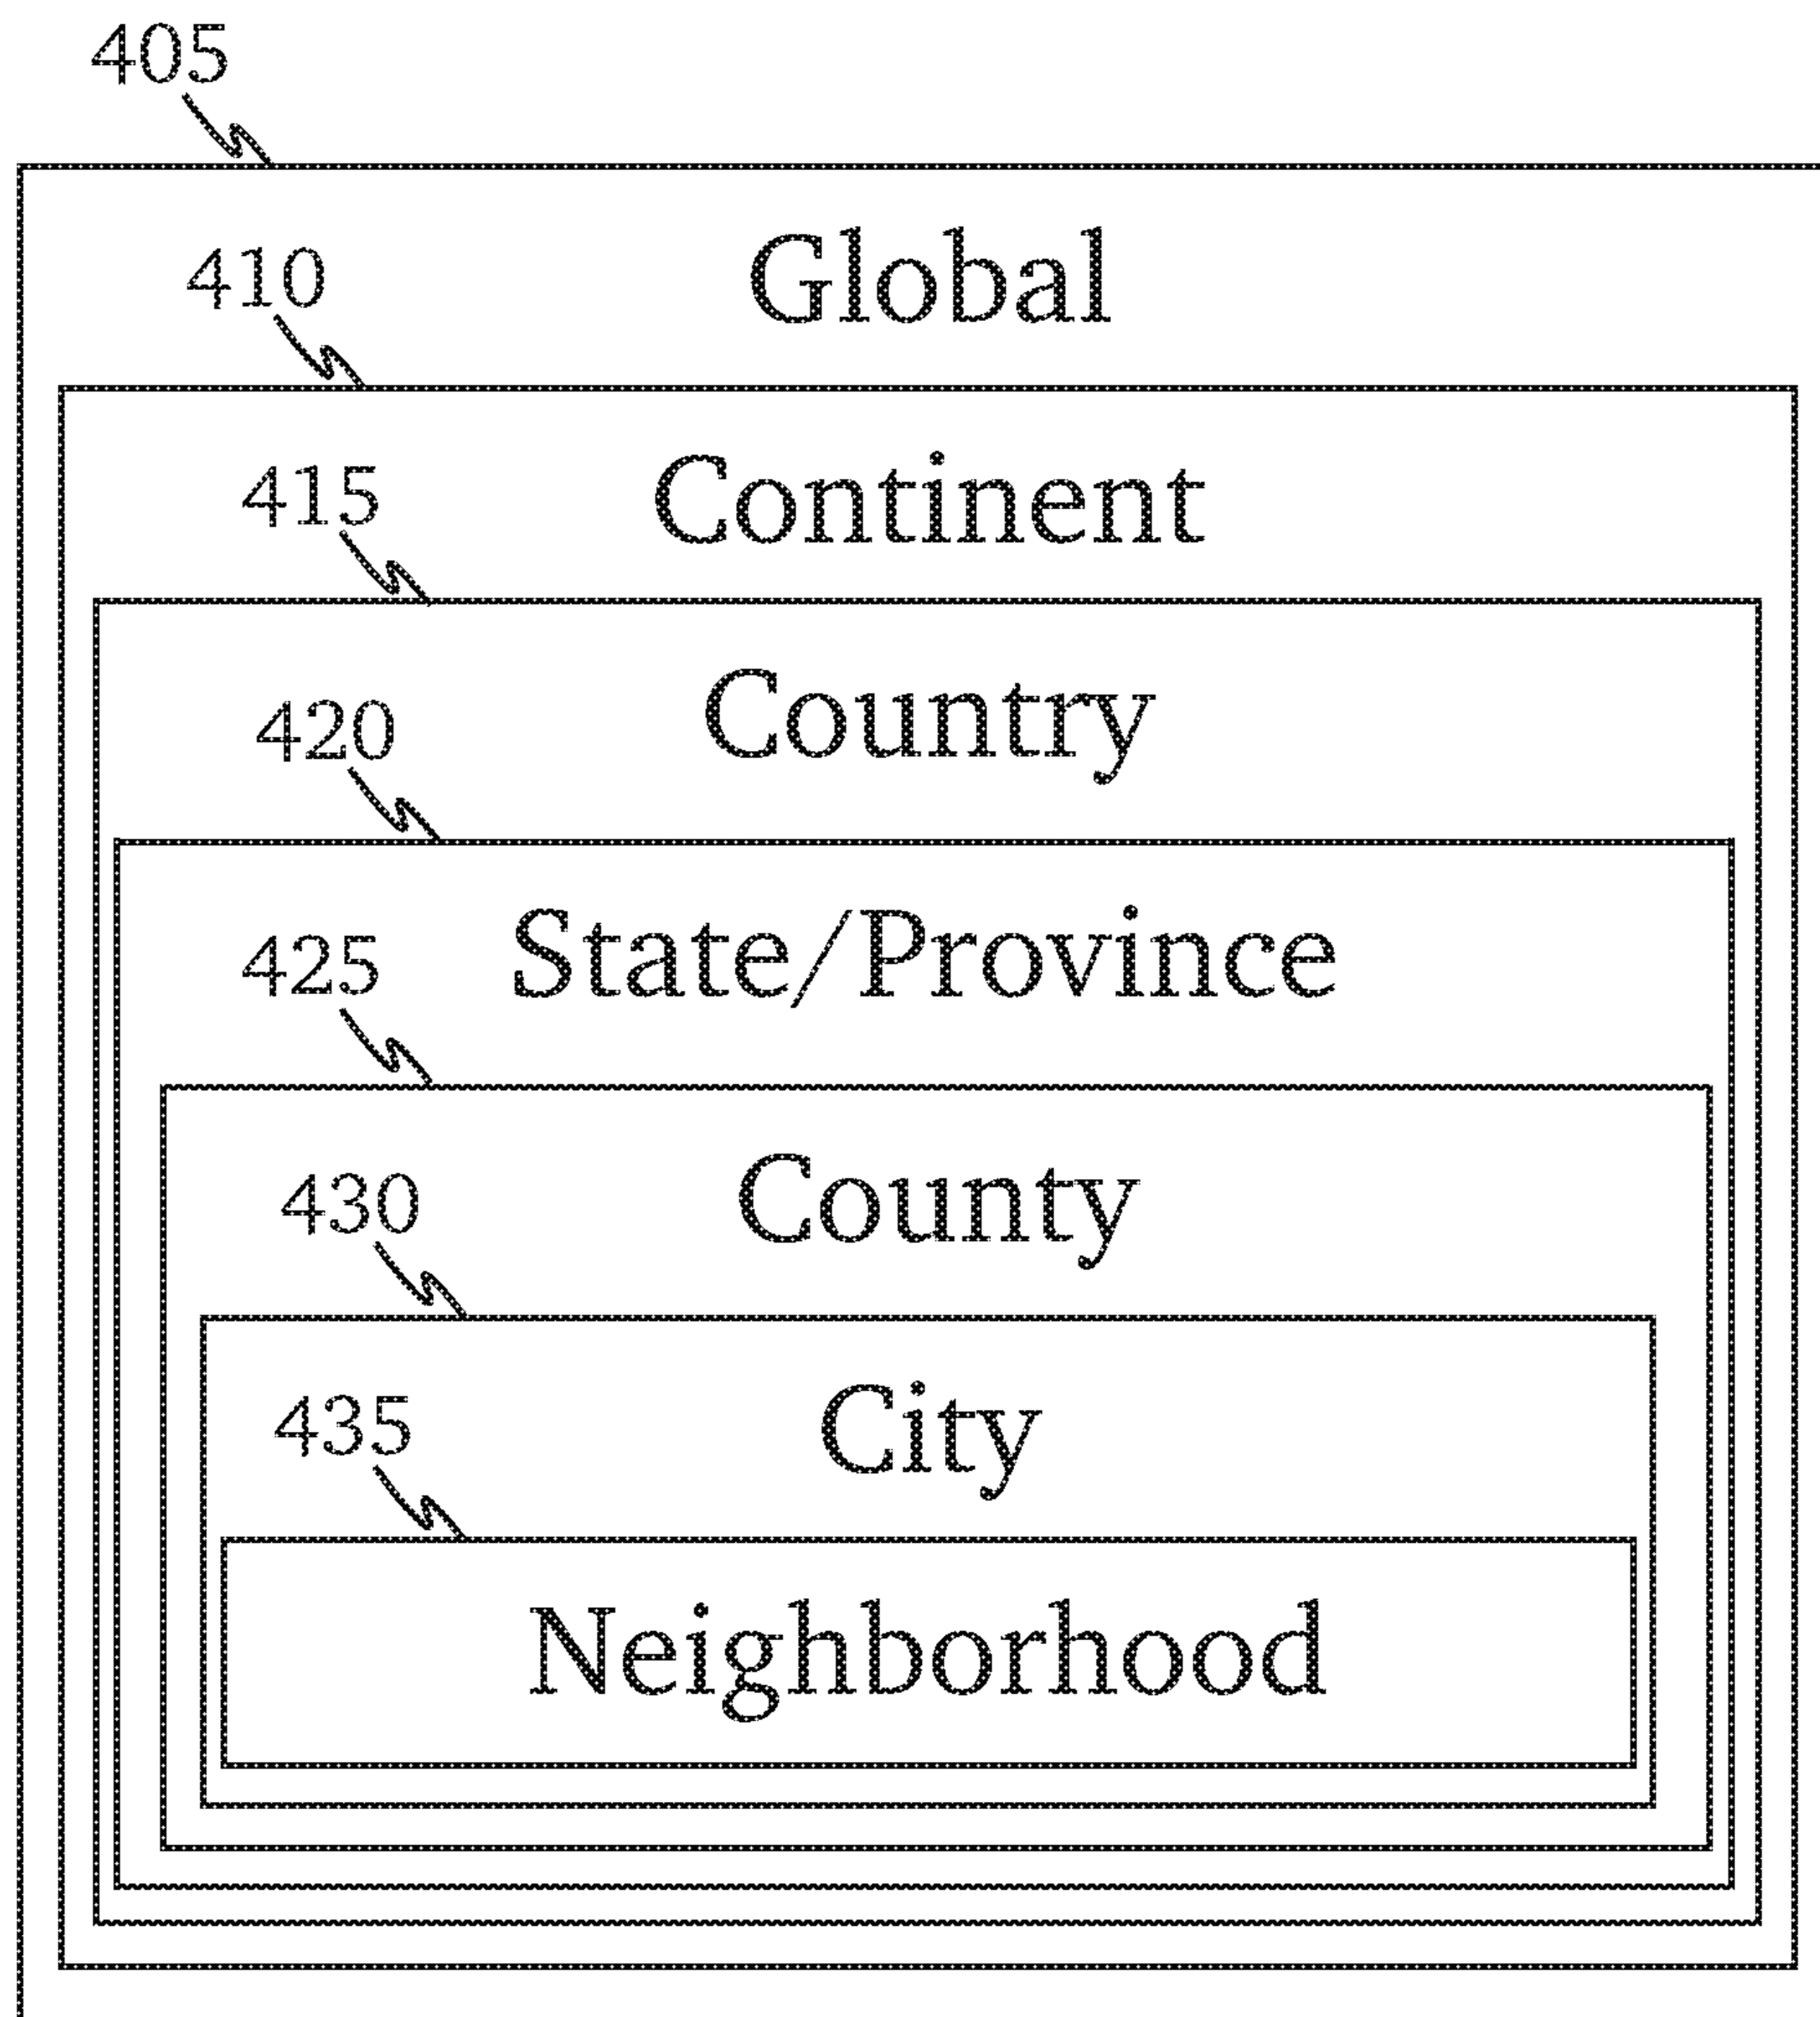 405
Global
410
Continent
415
Country
420
State/Province
425
County
430
City
435
Neighborhood